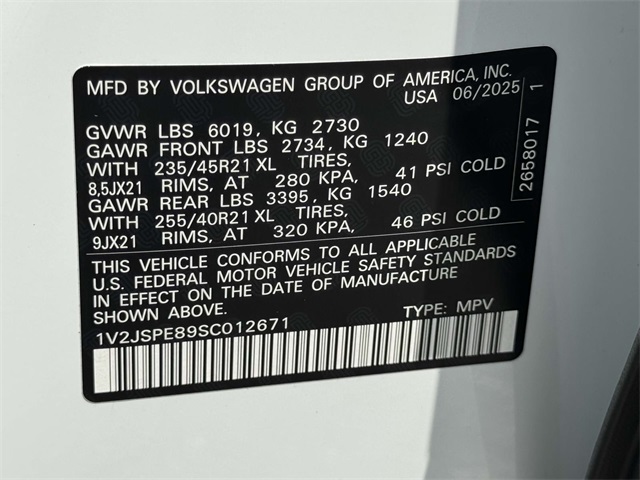 MFD BY VOLKSWAGEN GROUP OF AMERICA, INC.
USA 06/2025
GVWR LBS 6019, KG 2730
GAWR FRONT LBS 2734, KG 1240
WITH 235/45R21 XL TIRES,
8,5JX21 RIMS, AT 280 KPA, 41 PSI COLD
GAWR REAR LBS 3395, KG 1540
WITH 255/40R21 XL TIRES,
9JX21 RIMS, AT 320 KPA, 46 PSI COLD
THIS VEHICLE CONFORMS TO ALL APPLICABLE
U.S. FEDERAL MOTOR VEHICLE SAFETY STANDARDS
IN EFFECT ON THE DATE OF MANUFACTURE
SHOWN ABOVE. TYPE: MPV
1V2JSPE89SC012671
2658017 1